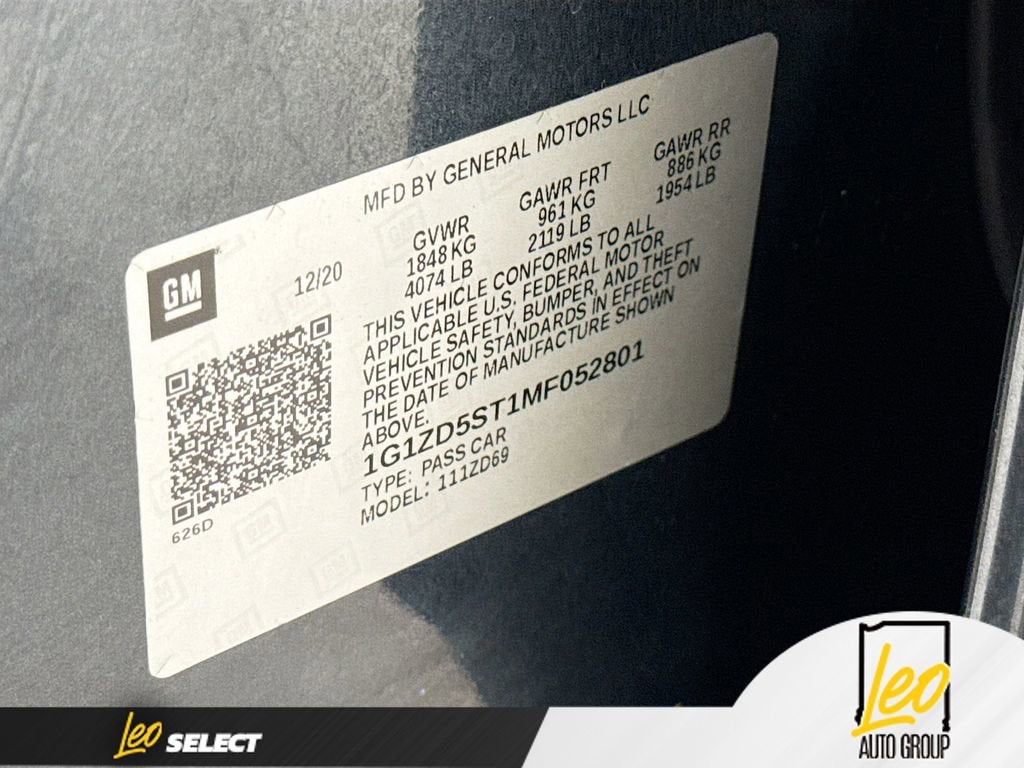 MFD BY GENERAL MOTORS LLC
GM
12/20
GVWR GAWR FRT GAWR RR
1848 KG 961 KG 886 KG
4074 LB 2119 LB 1954 LB
THIS VEHICLE CONFORMS TO ALL
APPLICABLE U.S. FEDERAL MOTOR
VEHICLE SAFETY, BUMPER, AND THEFT
PREVENTION STANDARDS IN EFFECT ON
THE DATE OF MANUFACTURE SHOWN
ABOVE.
1G1ZD5ST1MF052801
TYPE: PASS CAR
MODEL: 111ZD69
626D
Leo SELECT
Leo
AUTO GROUP